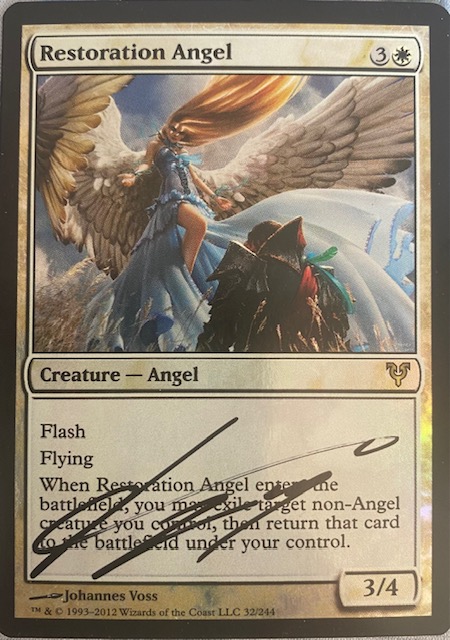 Restoration Angel 3
Creature — Angel
Flash
Flying
When Restoration Angel enters the
battlefield, you may exile target non-Angel
creature you control, then return that card
to the battlefield under your control.
3/4
Johannes Voss
™ & © 1993–2012 Wizards of the Coast LLC 32/244